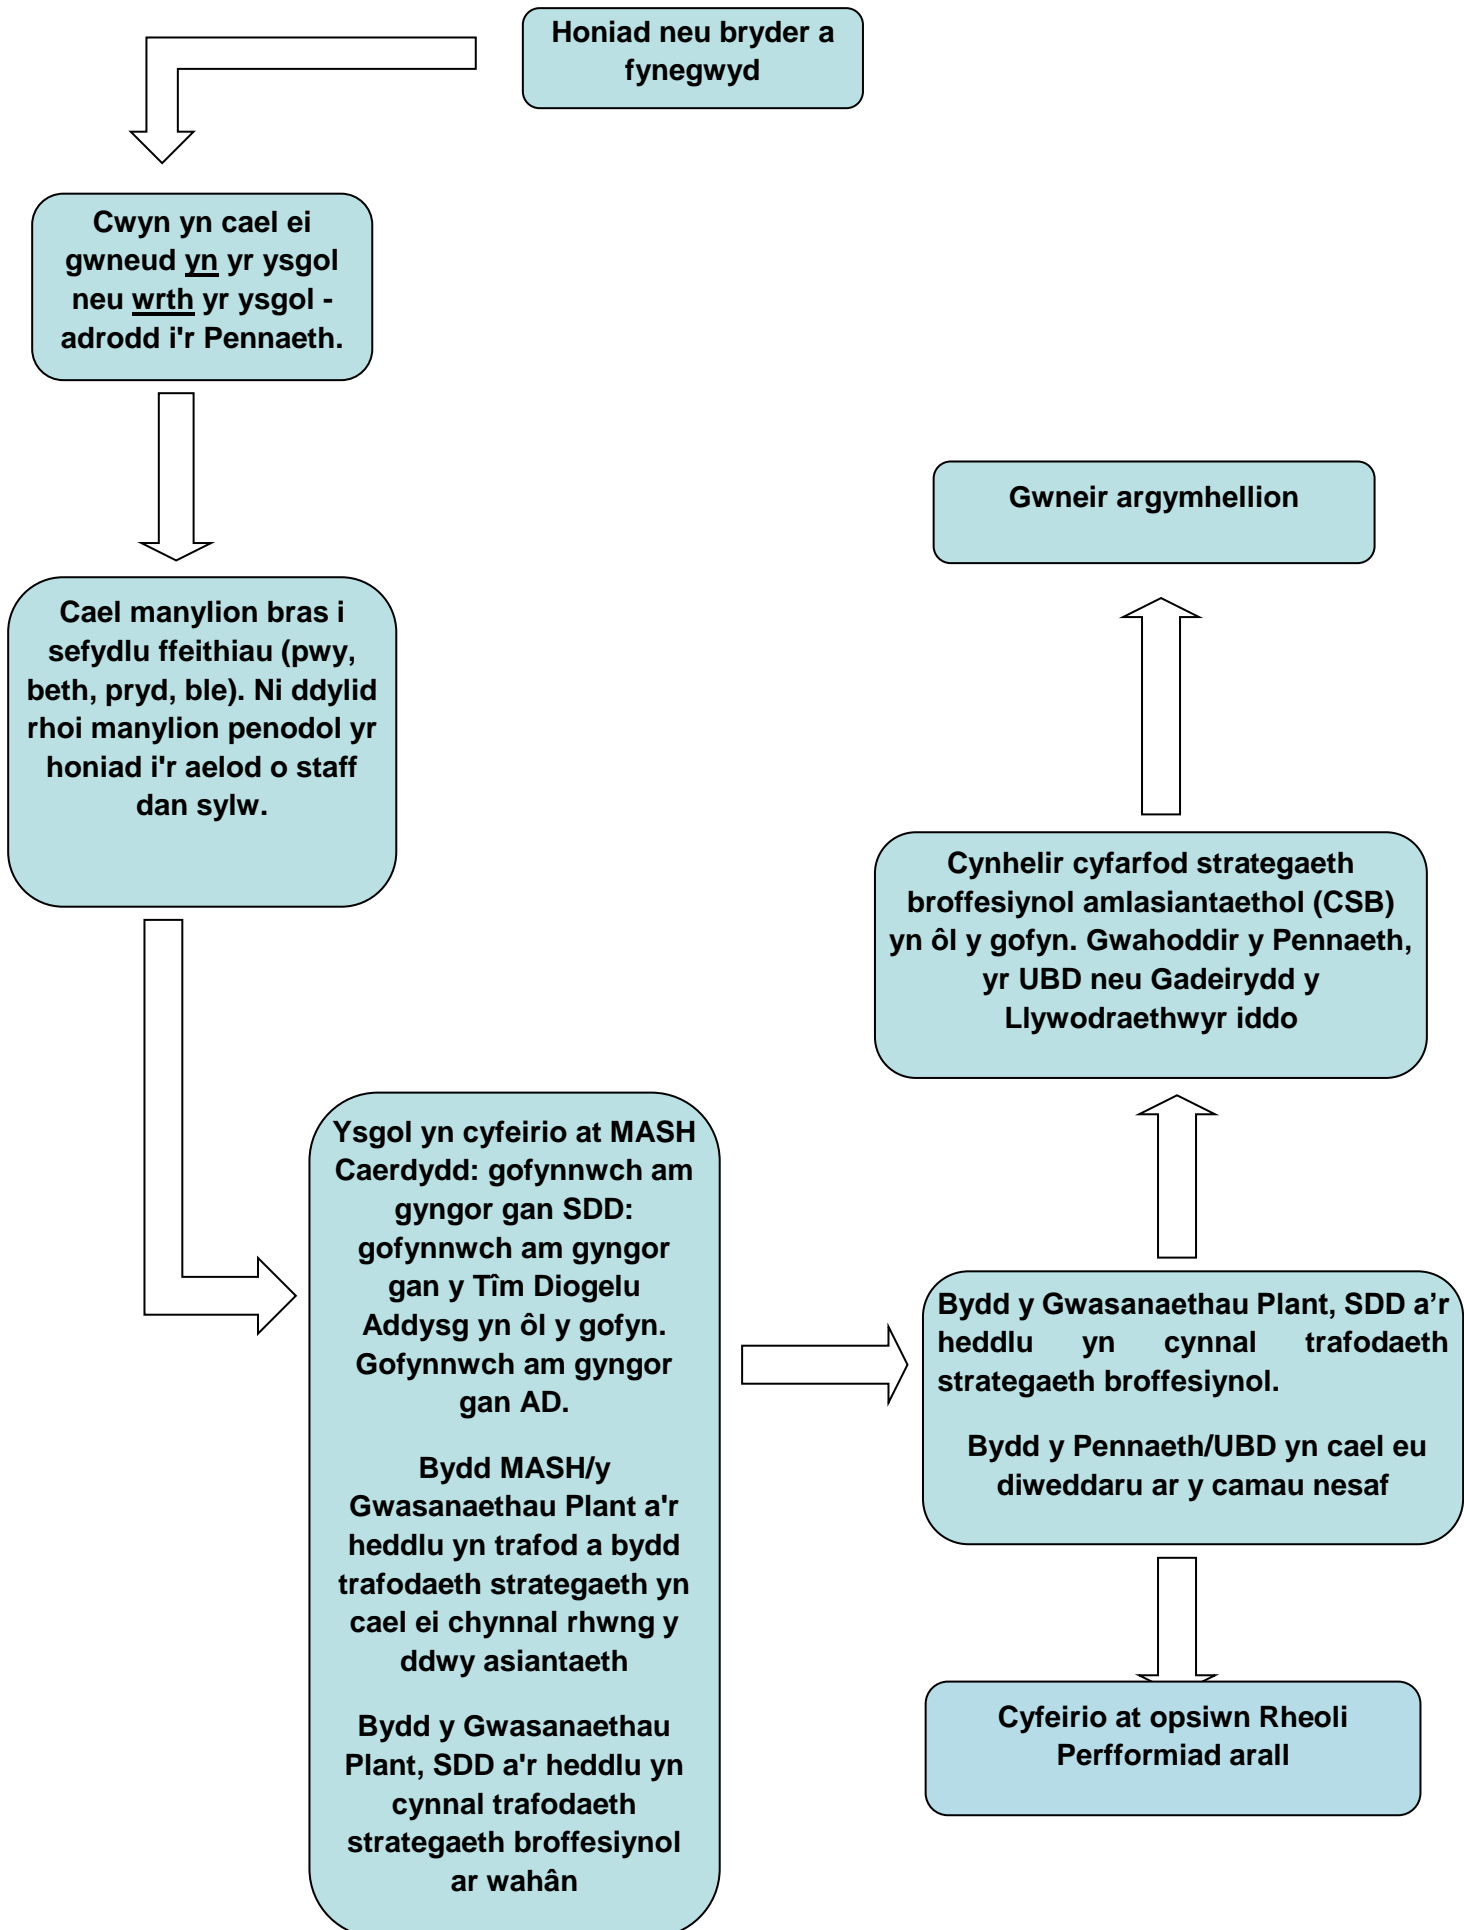 Honiad neu bryder a
fynegwyd
Cwyn yn cael ei
gwneud yn yr ysgol
neu wrth yr ysgol -
adrodd i'r Pennaeth.
Cael manylion bras i
sefydlu ffeithiau (pwy,
beth, pryd, ble). Ni ddylid
rhoi manylion penodol yr
honiad i'r aelod o staff
dan sylw.
Ysgol yn cyfeirio at MASH
Caerdydd: gofynnwch am
gyngor gan SDD:
gofynnwch am gyngor
gan y Tîm Diogelu
Addysg yn ôl y gofyn.
Gofynnwch am gyngor
gan AD.
Bydd MASH/y
Gwasanaethau Plant a'r
heddlu yn trafod a bydd
trafodaeth strategaeth yn
cael ei chynnal rhwng y
ddwy asiantaeth
Bydd y Gwasanaethau
Plant, SDD a'r heddlu yn
cynnal trafodaeth
strategaeth broffesiynol
ar wahân
Bydd y Gwasanaethau Plant, SDD a’r
heddlu yn cynnal trafodaeth
strategaeth broffesiynol.
Bydd y Pennaeth/UBD yn cael eu
diweddaru ar y camau nesaf
Cynhelir cyfarfod strategaeth
broffesiynol amlasiantaethol (CSB)
yn ôl y gofyn. Gwahoddir y Pennaeth,
yr UBD neu Gadeirydd y
Llywodraethwyr iddo
Gwneir argymhellion
Cyfeirio at opsiwn Rheoli
Perfformiad arall